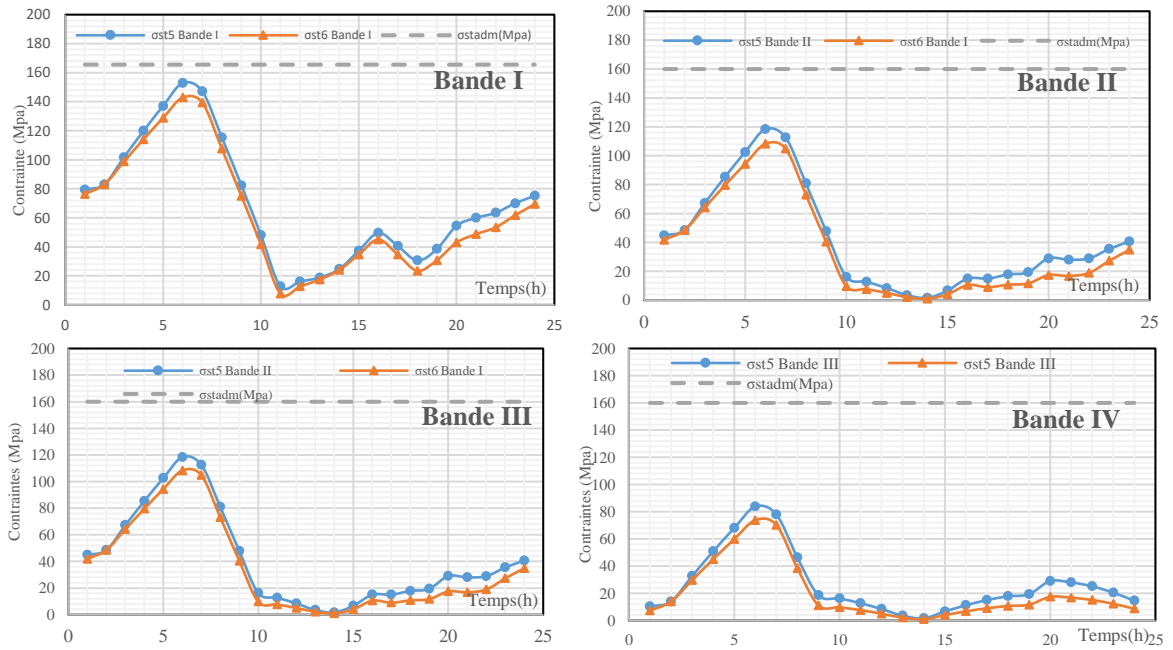 σst5 Bande I σst6 Bande I σstadm(Mpa)
Bande I
Contrainte (Mpa)
200
180
160
140
120
100
80
60
40
20
0
Temps(h)
0 5 10 15 20 25
σst5 Bande II σst6 Bande I σstadm(Mpa)
Bande II
Contrainte (Mpa)
200
180
160
140
120
100
80
60
40
20
0
Temps(h)
0 5 10 15 20 25
σst5 Bande II σst6 Bande I
σstadm(Mpa)
Bande III
Contraintes (Mpa)
200
180
160
140
120
100
80
60
40
20
0
Temps(h)
0 5 10 15 20 25
σst5 Bande III σst5 Bande III
σstadm(Mpa)
Bande IV
Contraintes (Mpa)
200
180
160
140
120
100
80
60
40
20
0
Temps(h)
0 5 10 15 20 25